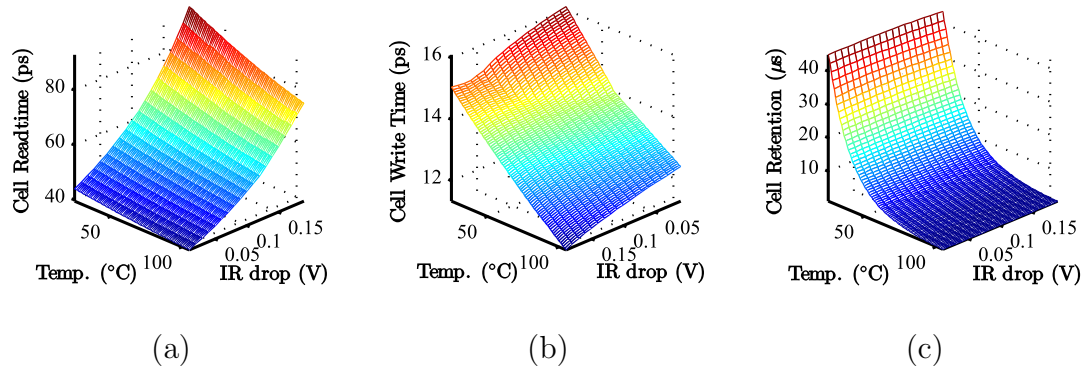 Cell Readtime (ps)
80
60
40
50
100
Temp. (°C)
0.05
0.1
0.15
IR drop (V)
(a)
Cell Write Time (ps)
16
14
12
50
100
Temp. (°C)
0.15
0.1
0.05
IR drop (V)
(b)
Cell Retention (μs)
40
30
20
10
50
100
Temp. (°C)
0.05
0.1
0.15
IR drop (V)
(c)